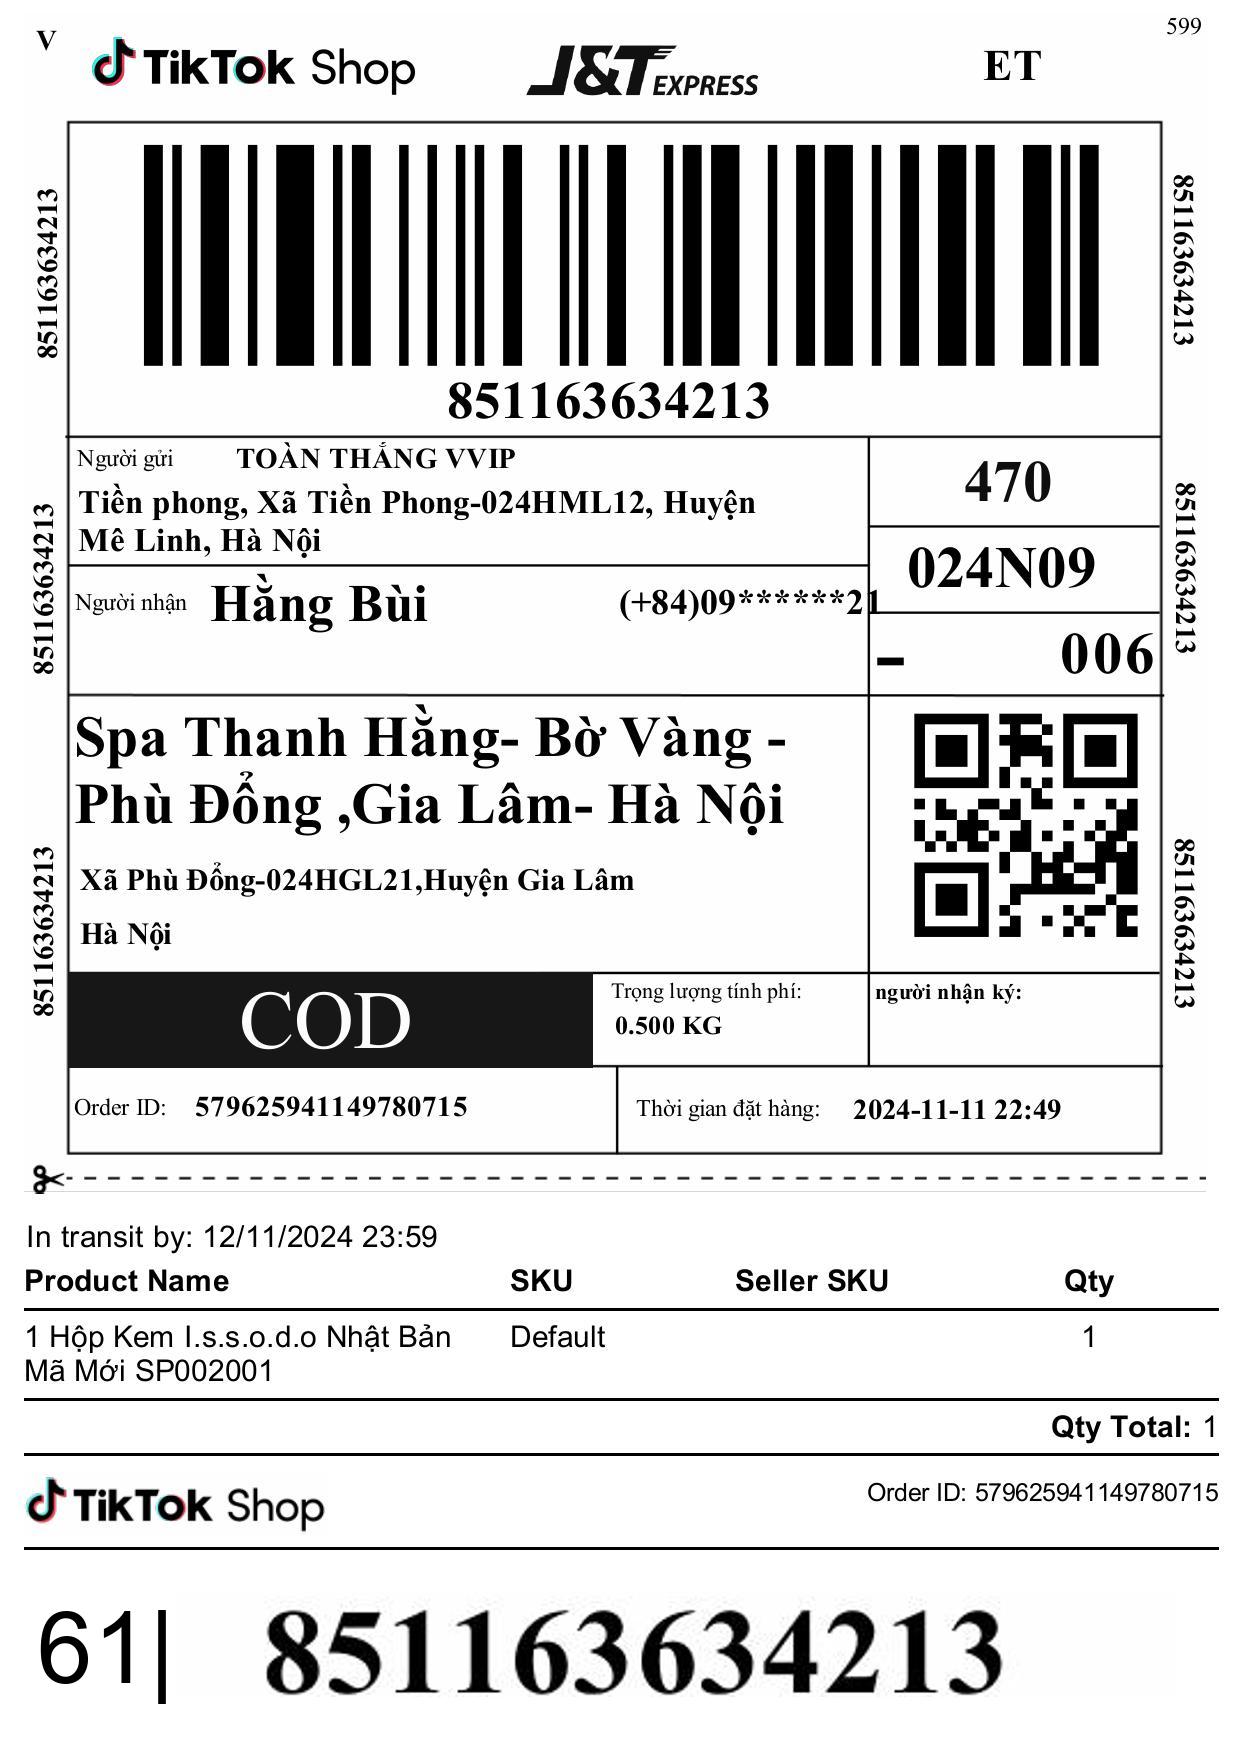 599
V
TikTok Shop
J&T EXPRESS
ET
851163634213
851163634213
851163634213
Người gửi TOÀN THẮNG VVIP
Tiền phong, Xã Tiền Phong-024HML12, Huyện
Mê Linh, Hà Nội
470
024N09
851163634213
851163634213
Người nhận Hằng Bùi (+84)09******21
- 006
Spa Thanh Hằng- Bờ Vàng -
Phù Đổng ,Gia Lâm- Hà Nội
Xã Phù Đổng-024HGL21,Huyện Gia Lâm
Hà Nội
851163634213
851163634213
COD
Trọng lượng tính phí:
0.500 KG
người nhận ký:
Order ID: 579625941149780715
Thời gian đặt hàng: 2024-11-11 22:49
In transit by: 12/11/2024 23:59
Product Name SKU Seller SKU Qty
1 Hộp Kem I.s.s.o.d.o Nhật Bản Default 1
Mã Mới SP002001
Qty Total: 1
TikTok Shop
Order ID: 579625941149780715
61| 851163634213